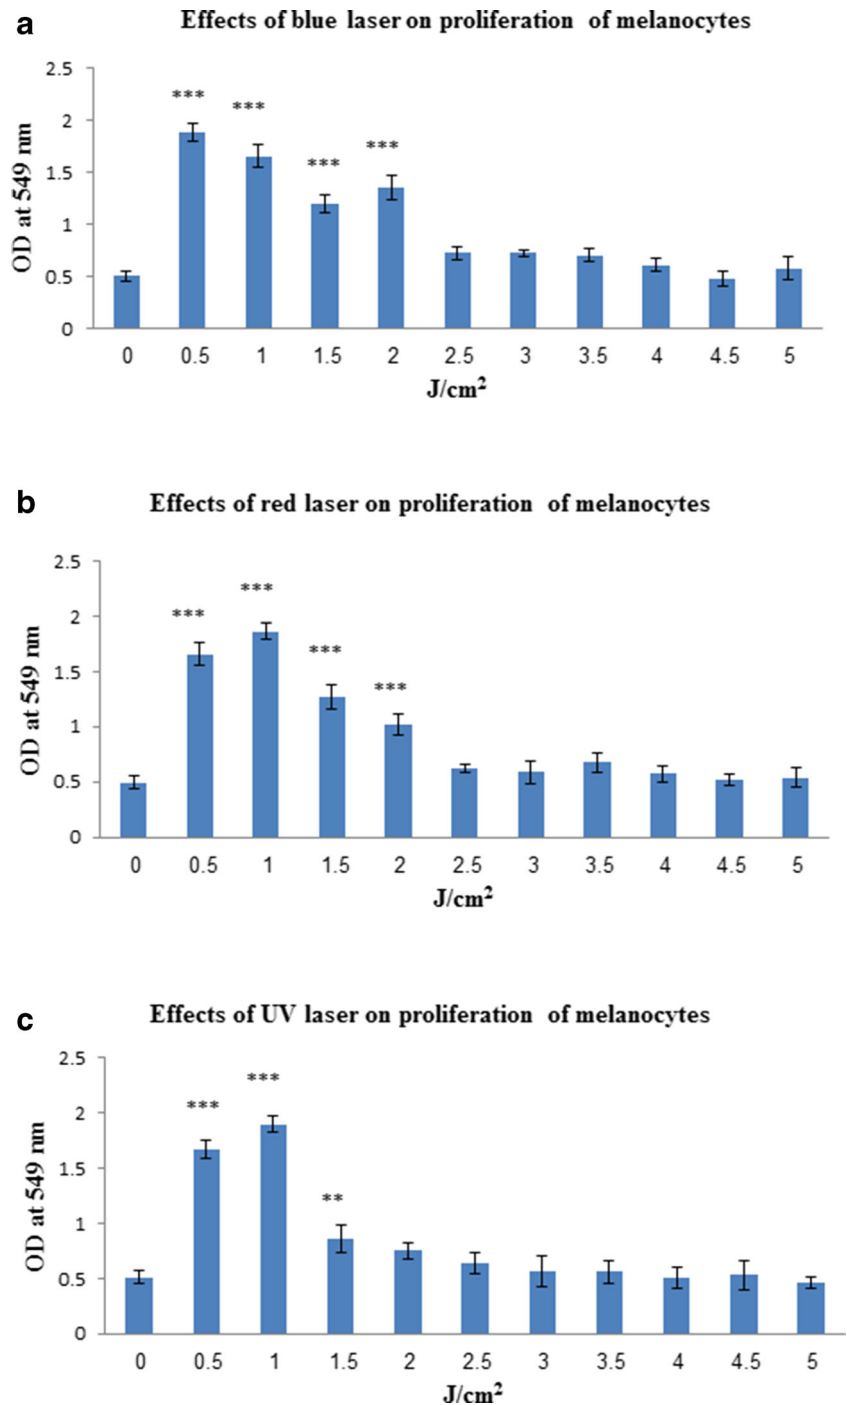 a
Effects of blue laser on proliferation of melanocytes
2.5
2
1.5
1
0.5
0
OD at 549 nm
*** *** *** ***
0 0.5 1 1.5 2 2.5 3 3.5 4 4.5 5
J/cm²
b
Effects of red laser on proliferation of melanocytes
2.5
2
1.5
1
0.5
0
OD at 549 nm
*** *** *** ***
0 0.5 1 1.5 2 2.5 3 3.5 4 4.5 5
J/cm²
c
Effects of UV laser on proliferation of melanocytes
2.5
2
1.5
1
0.5
0
OD at 549 nm
*** *** **
0 0.5 1 1.5 2 2.5 3 3.5 4 4.5 5
J/cm²